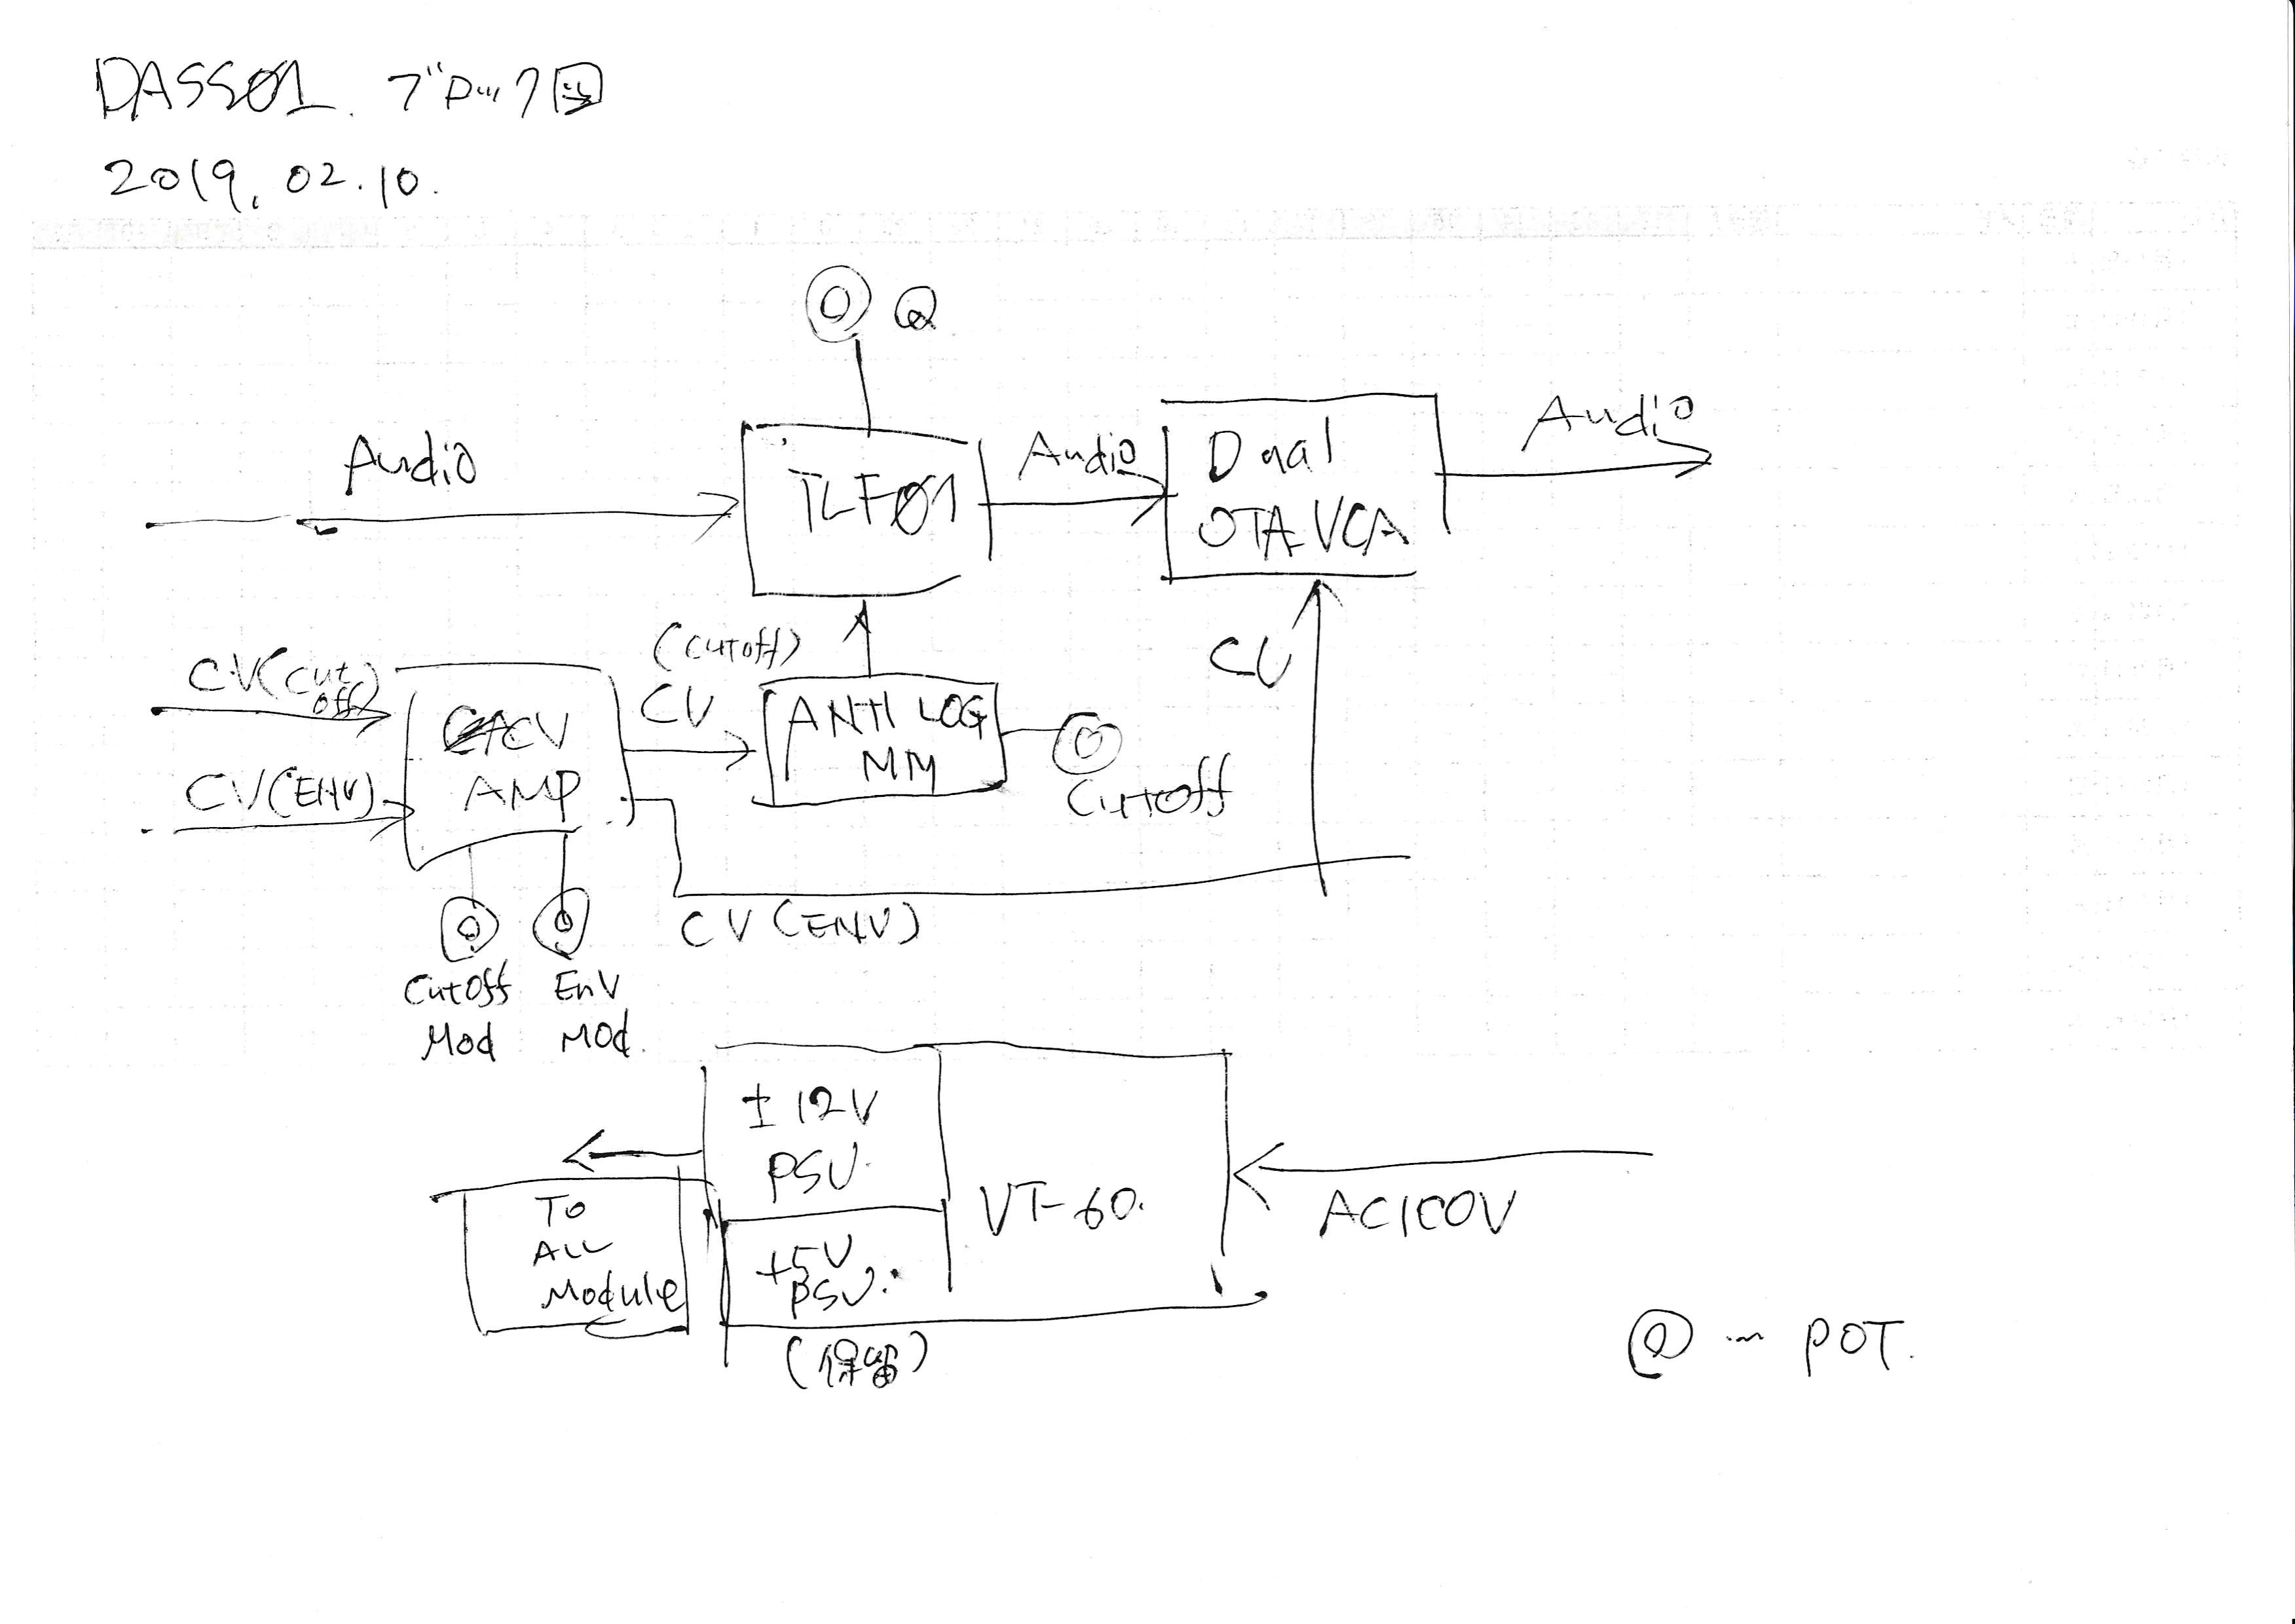 DASS01. ブロック図
2019.02.10.
Q
Audio
TLF01
Audio
Dual
OTA VCA
Audio
CV(Cut
off)
CV(ENV)
CV
AMP
(Cutoff)
CV
ANTI LOG
MM
Cutoff
CV
CV(ENV)
Cutoff
Mod
Env
Mod.
±12V
PSU.
+5V
PSU.
(保留)
VT-60.
AC100V
To
ALL
Module
… POT.